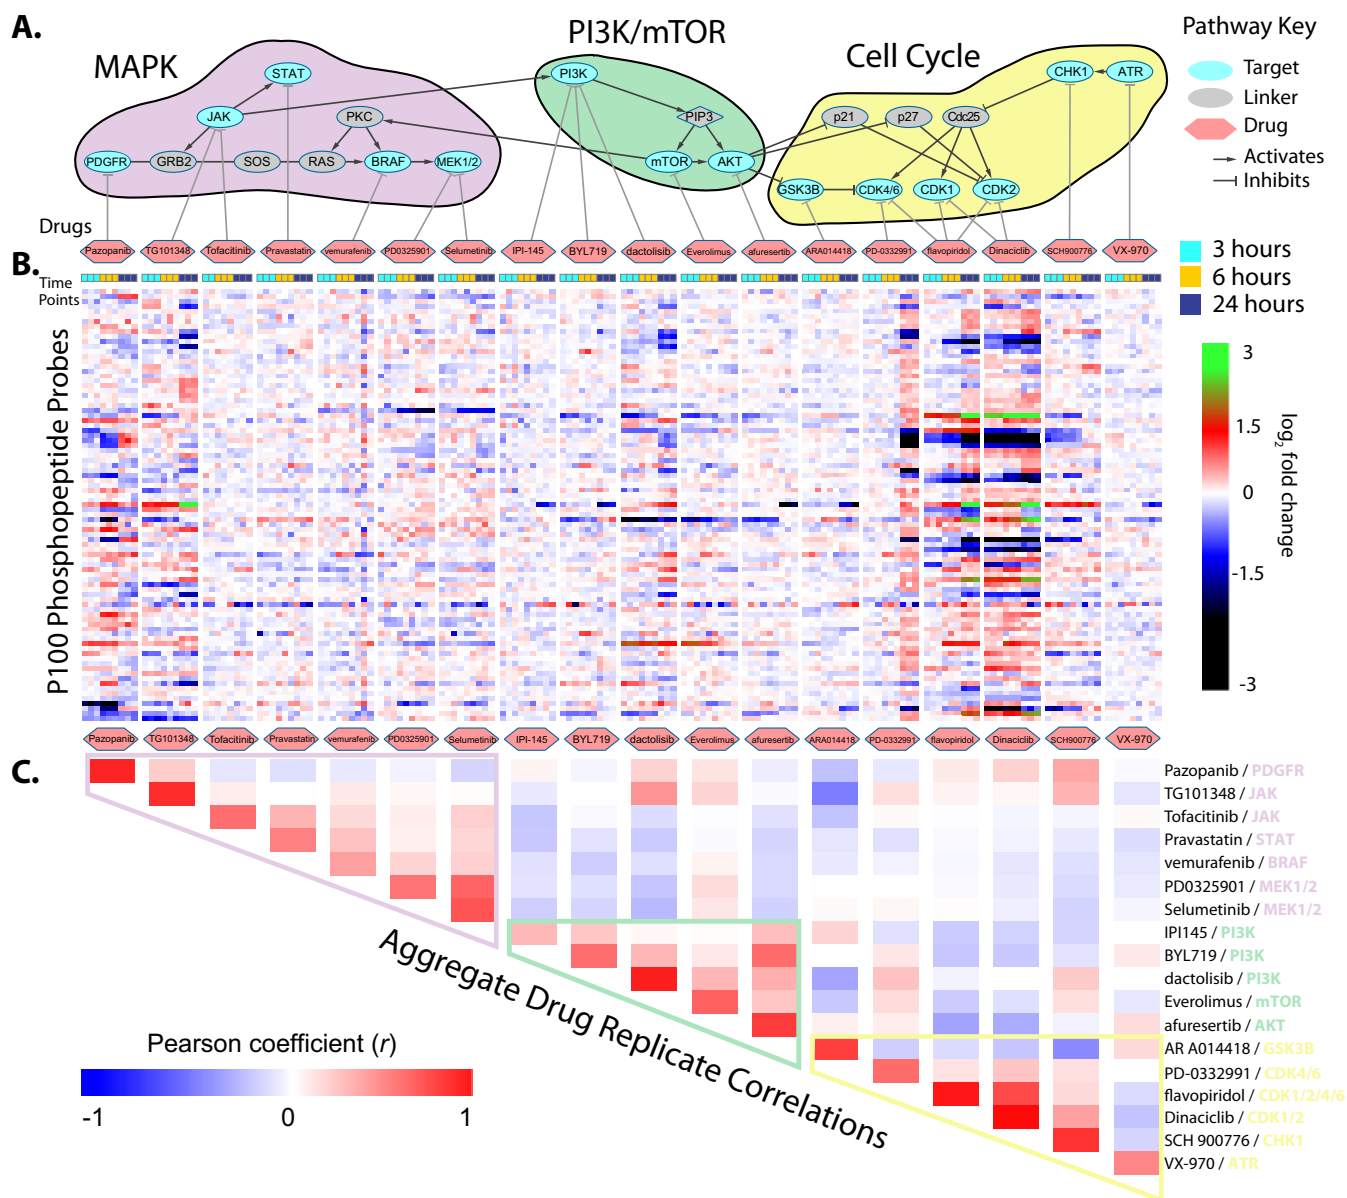 A.
MAPK
PI3K/mTOR
Cell Cycle
Pathway Key
Target
Linker
Drug
Activates
Inhibits
STAT
PI3K
CHK1
ATR
JAK
PKC
PIP3
p21
p27
Cdc25
PDGFR
GRB2
SOS
RAS
BRAF
MEK1/2
mTOR
AKT
GSK3B
CDK4/6
CDK1
CDK2
Drugs
Pazopanib TG101348 Tofacitinib Pravastatin vemurafenib PD0325901 Selumetinib IPI-145 BYL719 dactolisib Everolimus afuresertib ARA014418 PD-0332991 flavopiridol Dinaciclib SCH900776 VX-970
B.
Time
Points
3 hours
6 hours
24 hours
P100 Phosphopeptide Probes
3
1.5
0
-1.5
-3
log2 fold change
Pazopanib TG101348 Tofacitinib Pravastatin vemurafenib PD0325901 Selumetinib IPI-145 BYL719 dactolisib Everolimus afuresertib ARA014418 PD-0332991 flavopiridol Dinaciclib SCH900776 VX-970
C.
Pazopanib / PDGFR
TG101348 / JAK
Tofacitinib / JAK
Pravastatin / STAT
vemurafenib / BRAF
PD0325901 / MEK1/2
Selumetinib / MEK1/2
IPI145 / PI3K
BYL719 / PI3K
dactolisib / PI3K
Everolimus / mTOR
afuresertib / AKT
AR A014418 / GSK3B
PD-0332991 / CDK4/6
flavopiridol / CDK1/2/4/6
Dinaciclib / CDK1/2
SCH 900776 / CHK1
VX-970 / ATR
Aggregate Drug Replicate Correlations
Pearson coefficient (r)
-1 0 1